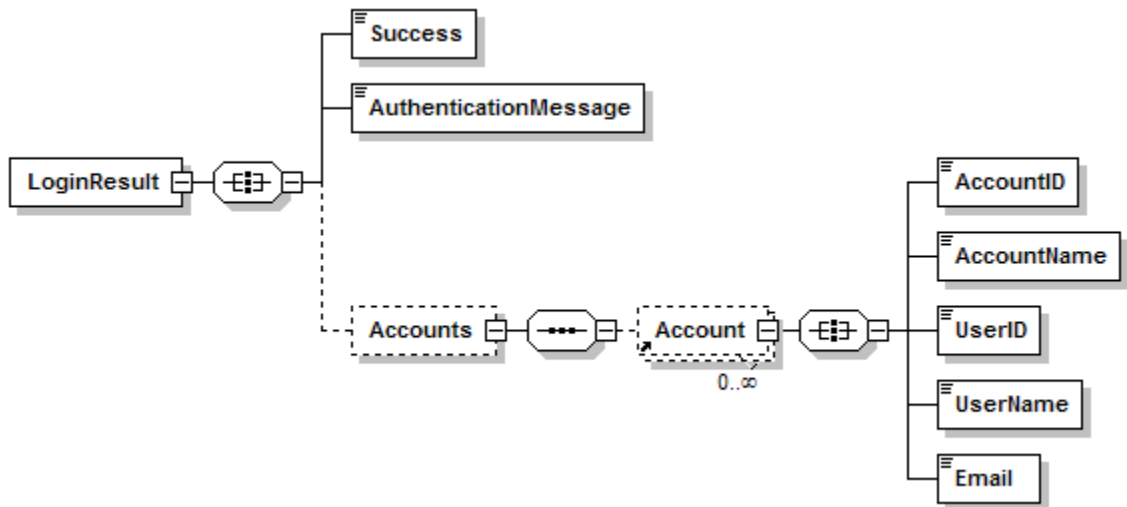 Success
AuthenticationMessage
LoginResult
AccountID
AccountName
Accounts
Account
0..∞
UserID
UserName
Email